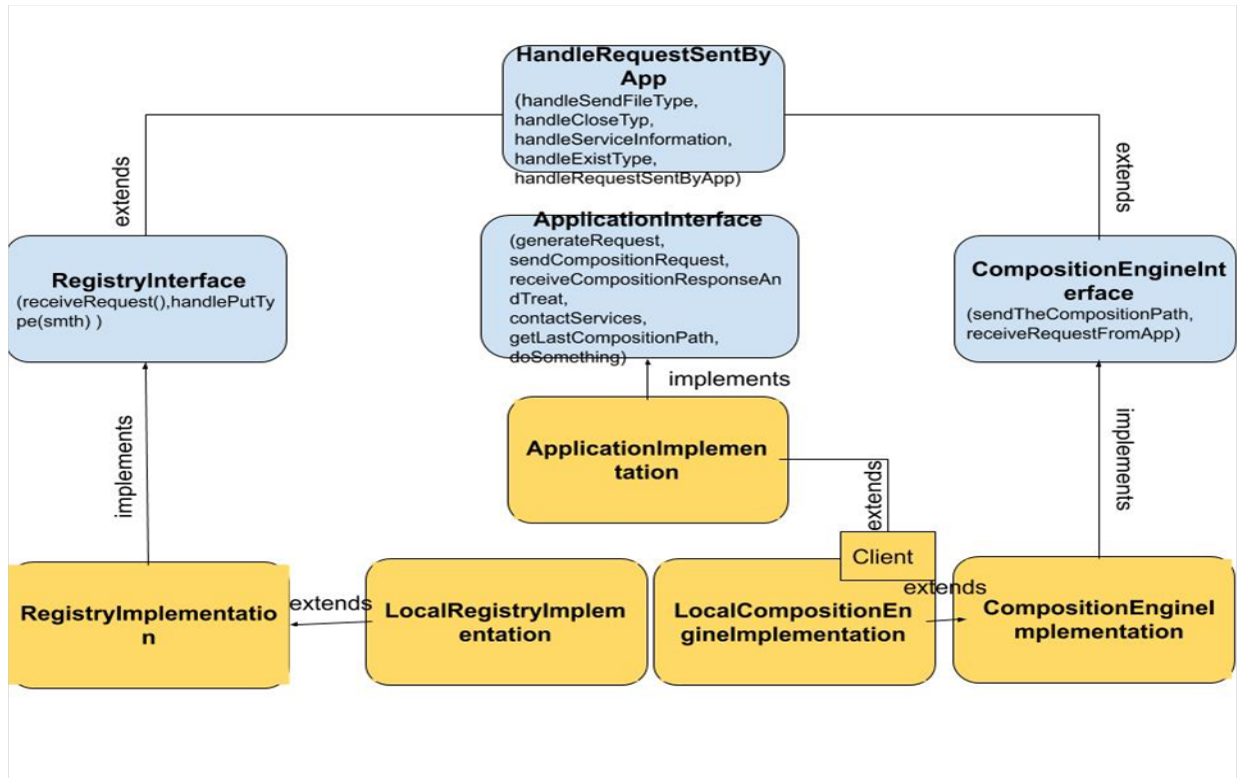 HandleRequestSentBy
App
(handleSendFileType,
handleCloseTyp,
handleServiceInformation,
handleExistType,
handleRequestSentByApp)
extends
extends
RegistryInterface
(receiveRequest(),handlePutTy
pe(smth) )
ApplicationInterface
(generateRequest,
sendCompositionRequest,
receiveCompositionResponseAn
dTreat,
contactServices,
getLastCompositionPath,
doSomething)
CompositionEngineInt
erface
(sendTheCompositionPath,
receiveRequestFromApp)
implements
implements
implements
ApplicationImplemen
tation
extends
Client
RegistryImplementatio
n
extends
LocalRegistryImplem
entation
LocalCompositionEn
gineImplementation
extends
CompositionEngineI
mplementation